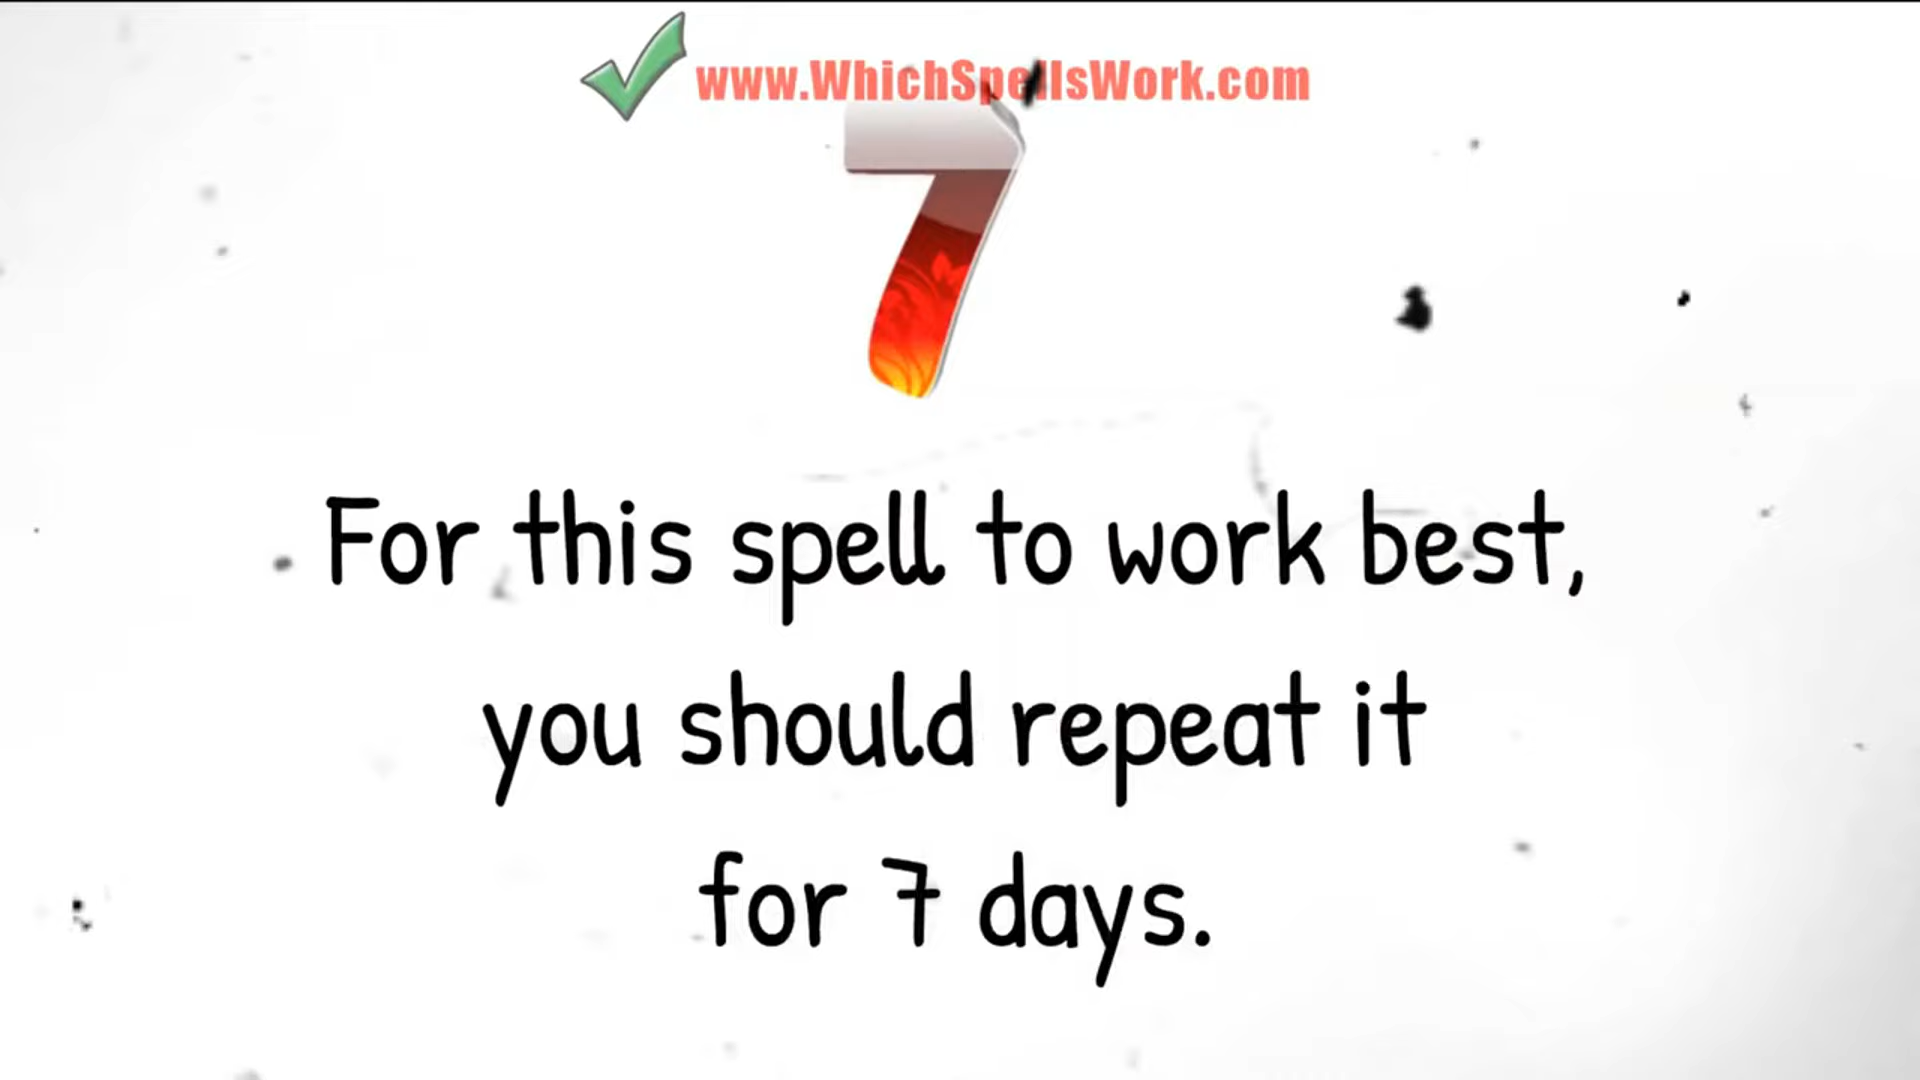 www.WhichSpellsWork.com
7
For this spell to work best,
you should repeat it
for 7 days.